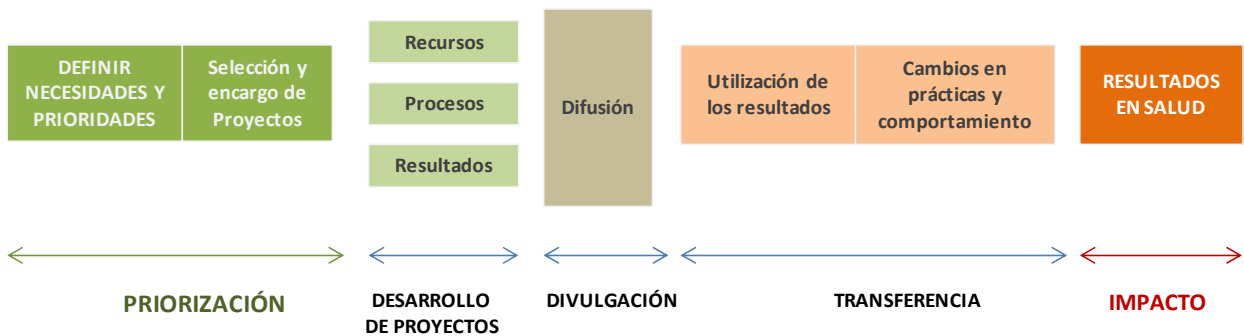 DEFINIR
NECESIDADES Y
PRIORIDADES
Selección y
encargo de
Proyectos
Recursos
Procesos
Resultados
Difusión
Utilización de
los resultados
Cambios en
prácticas y
comportamiento
RESULTADOS
EN SALUD
PRIORIZACIÓN
DESARROLLO
DE PROYECTOS
DIVULGACIÓN
TRANSFERENCIA
IMPACTO